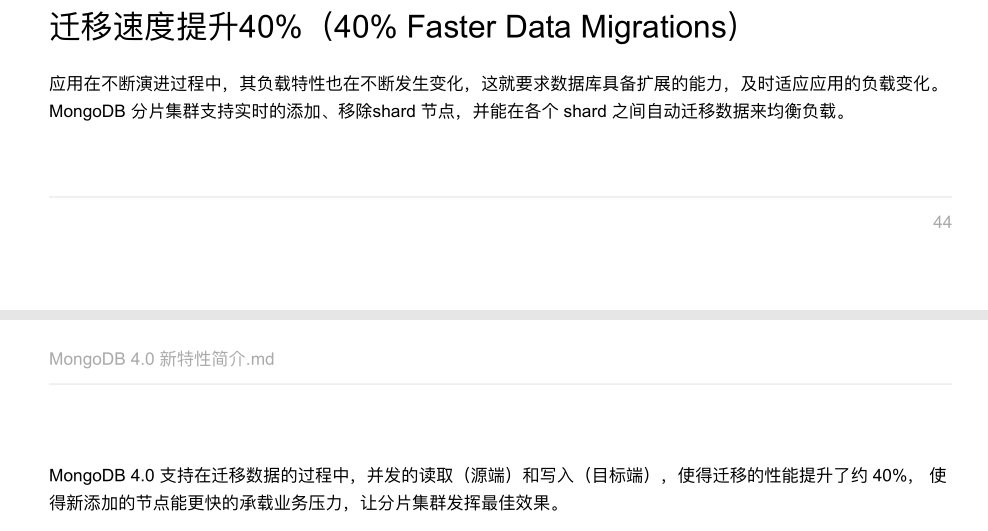 迁移速度提升40%（40% Faster Data Migrations）
应用在不断演进过程中，其负载特性也在不断发生变化，这就要求数据库具备扩展的能力，及时适应应用的负载变化。
MongoDB 分片集群支持实时的添加、移除shard 节点，并能在各个 shard 之间自动迁移数据来均衡负载。
44
MongoDB 4.0 新特性简介.md
MongoDB 4.0 支持在迁移数据的过程中，并发的读取（源端）和写入（目标端），使得迁移的性能提升了约 40%， 使
得新添加的节点能更快的承载业务压力，让分片集群发挥最佳效果。